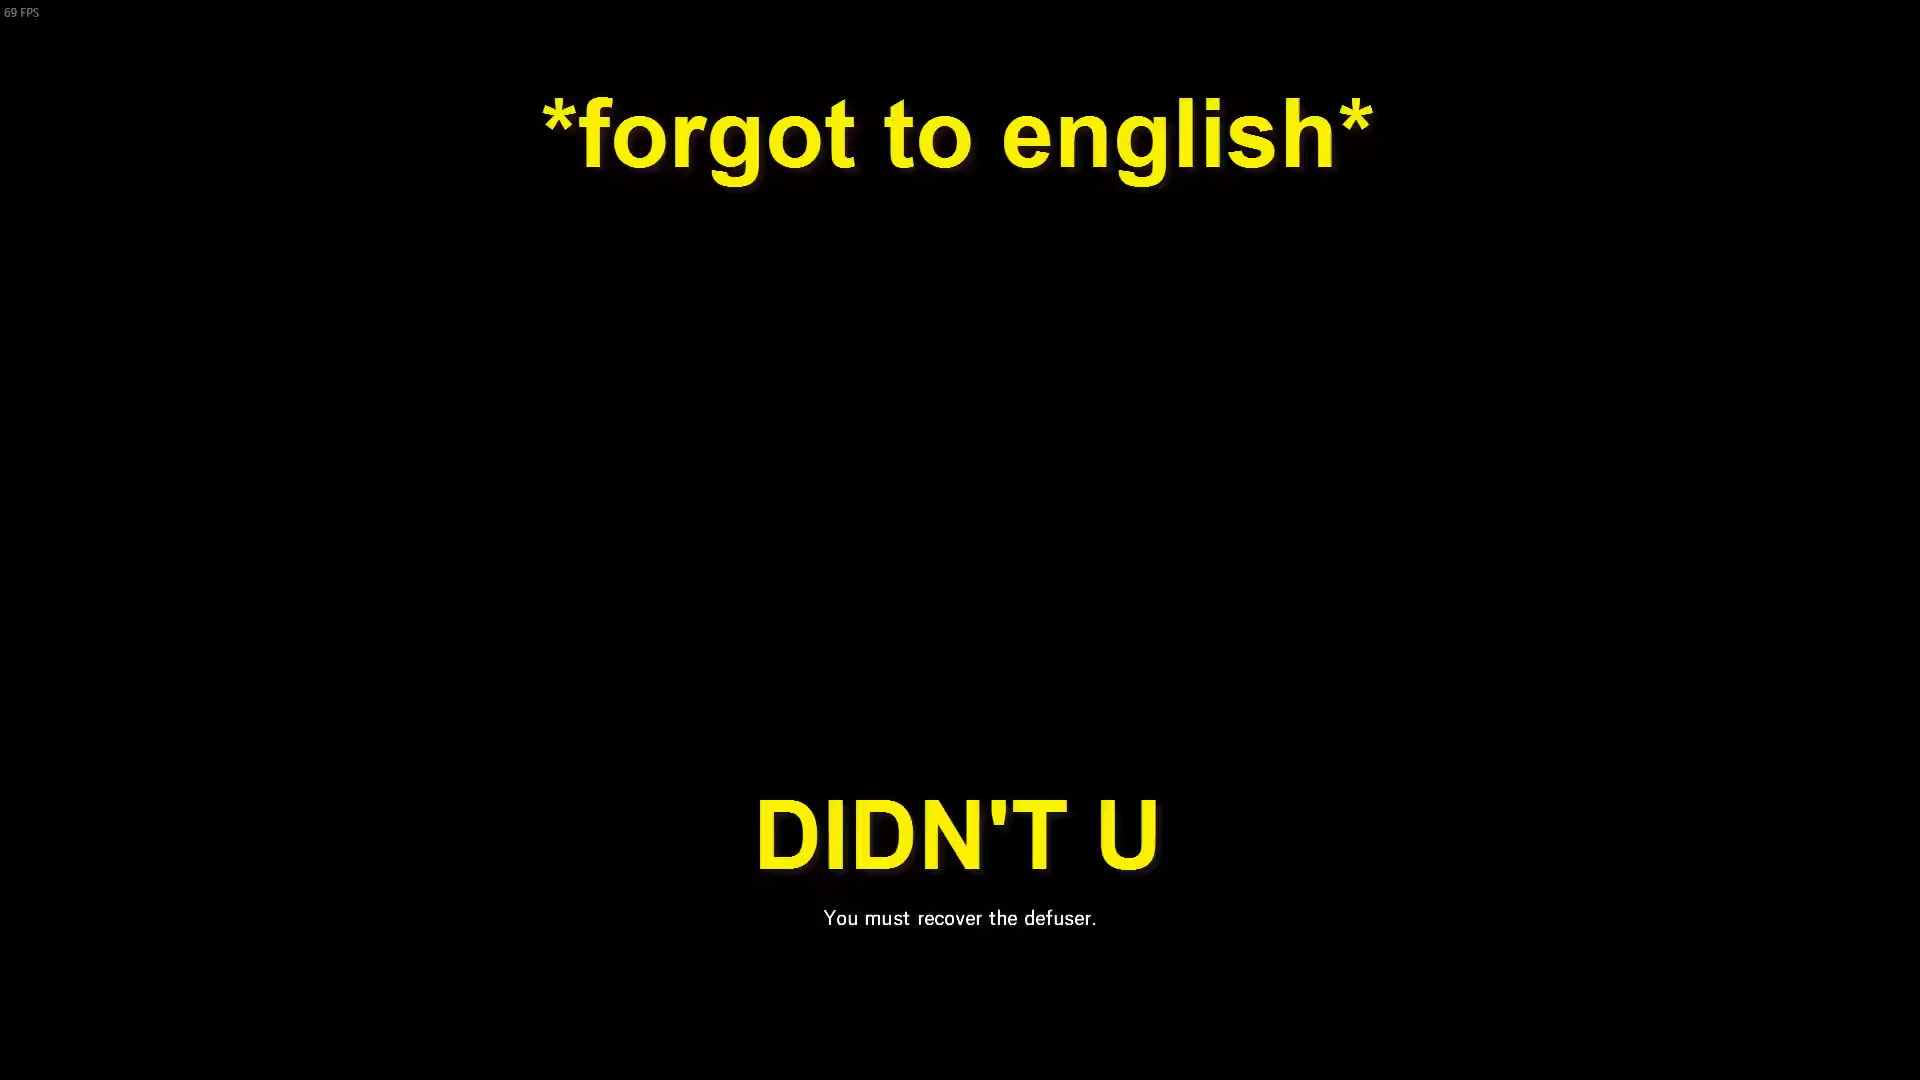 69 FPS
*forgot to english*
DIDN'T U
You must recover the defuser.